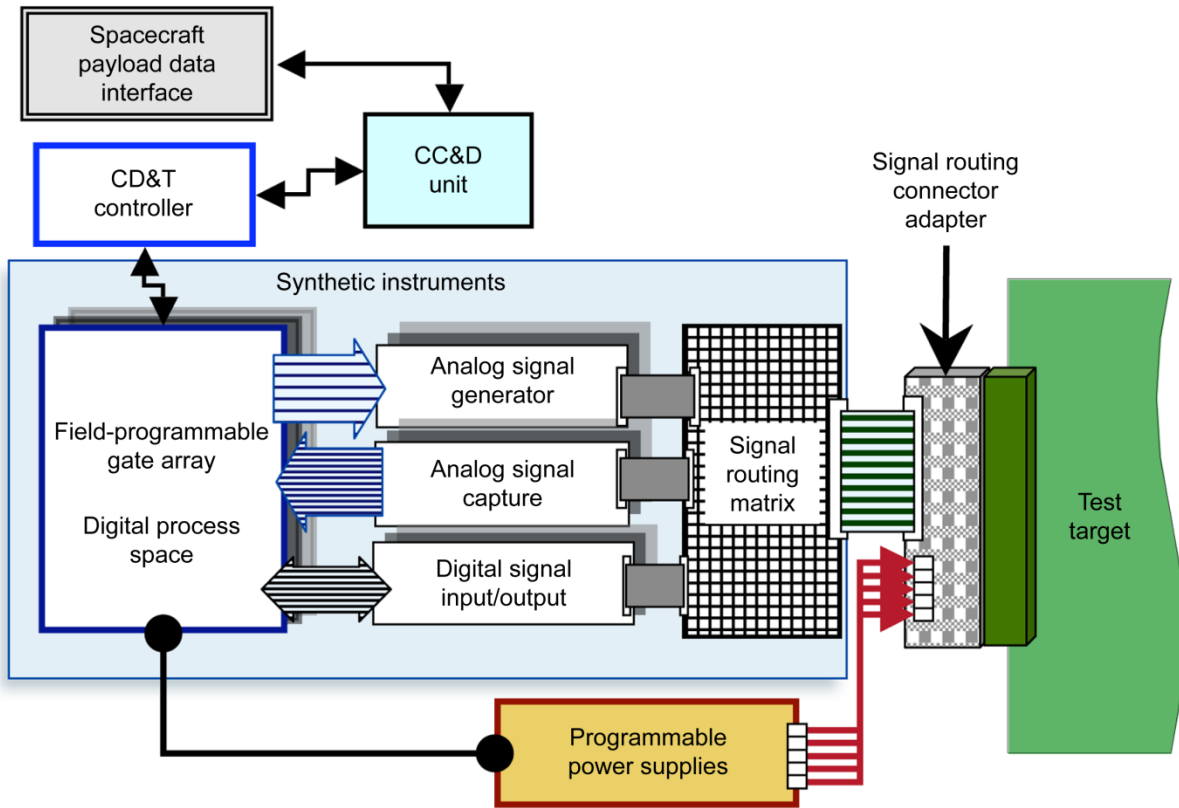 Spacecraft
payload data
interface
CC&D
unit
CD&T
controller
Signal routing
connector
adapter
Synthetic instruments
Field-programmable
gate array
Digital process
space
Analog signal
generator
Analog signal
capture
Digital signal
input/output
Signal
routing
matrix
Test
target
Programmable
power supplies